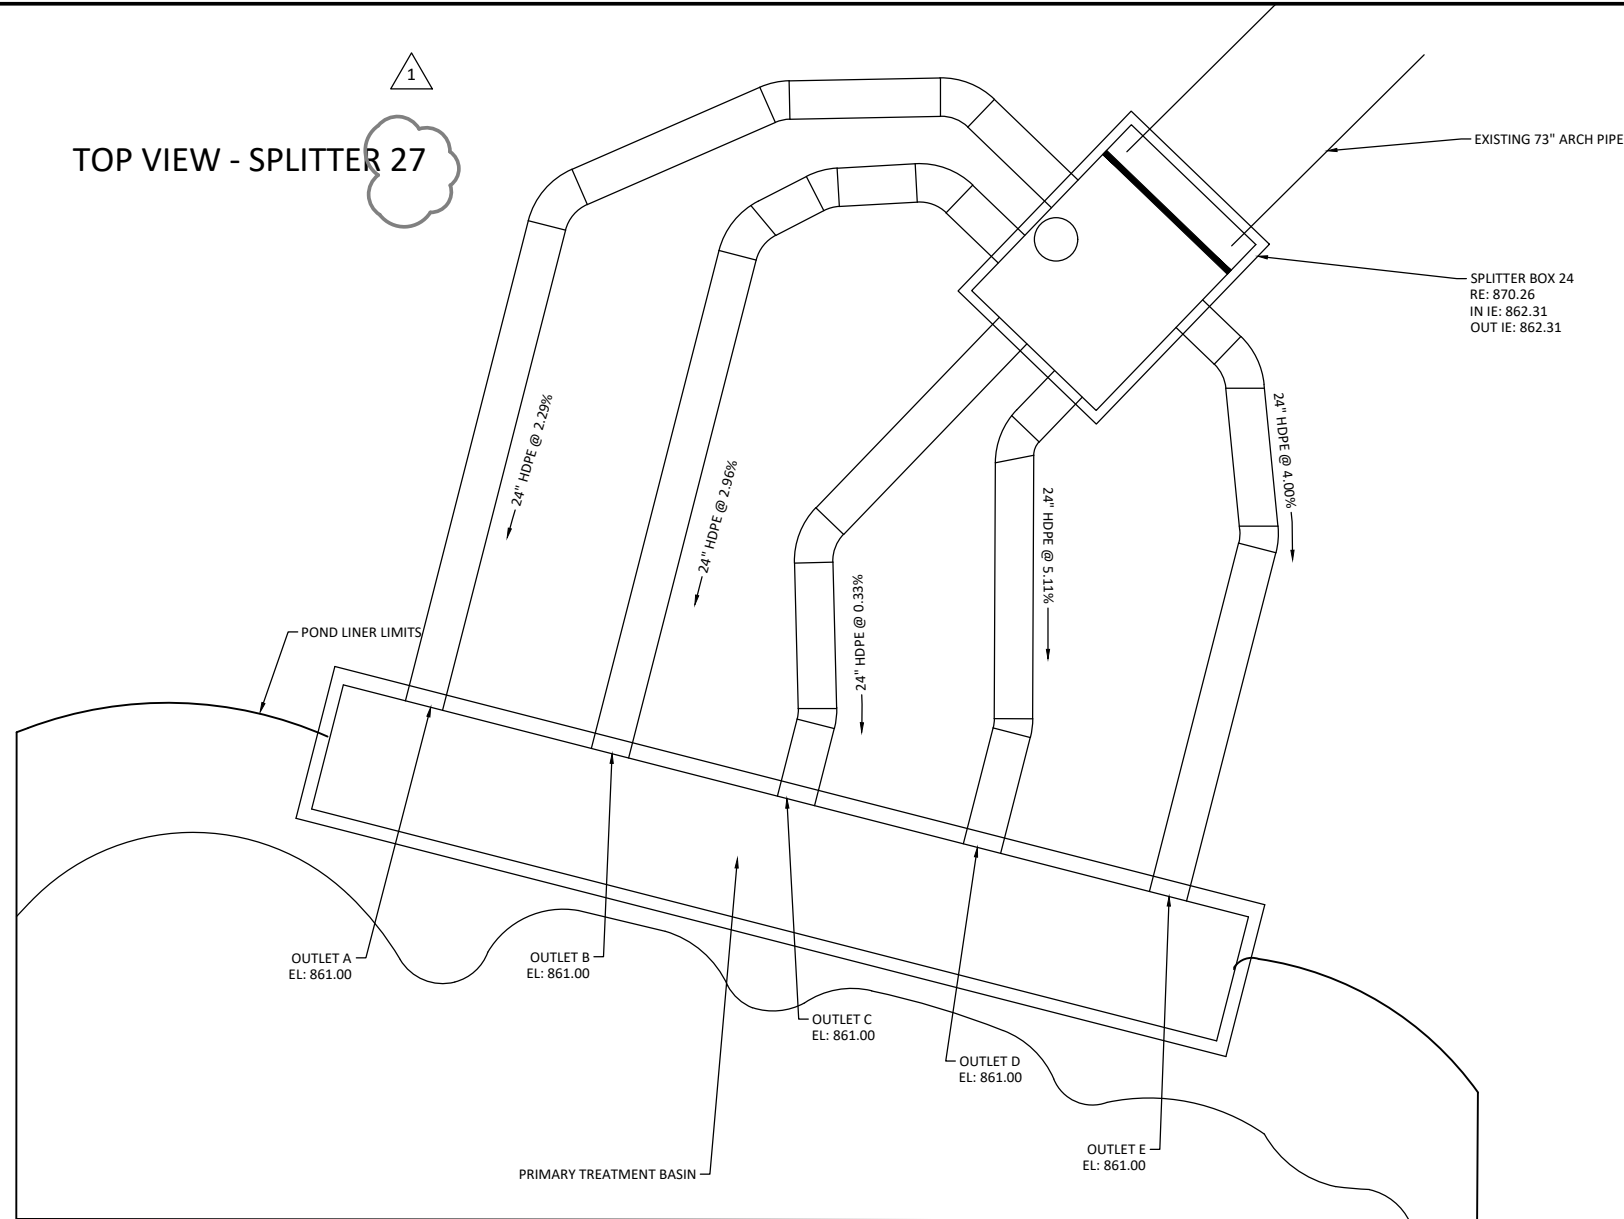 1
TOP VIEW - SPLITTER 27
EXISTING 73" ARCH PIPE
SPLITTER BOX 24
RE: 870.26
IN IE: 862.31
OUT IE: 862.31
24" HDPE @ 2.29%
24" HDPE @ 2.96%
24" HDPE @ 0.33%
24" HDPE @ 5.11%
24" HDPE @ 4.00%
POND LINER LIMITS
OUTLET A
EL: 861.00
OUTLET B
EL: 861.00
OUTLET C
EL: 861.00
OUTLET D
EL: 861.00
OUTLET E
EL: 861.00
PRIMARY TREATMENT BASIN